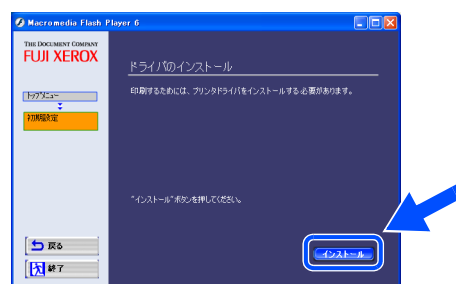 Macromedia Flash Player 6
THE DOCUMENT COMPANY
FUJI XEROX
ドライバのインストール
印刷するためには、プリンタドライバをインストールする必要があります。
トップメニュー
初期設定
"インストール"ボタンを押してください。
インストール
戻る
終了